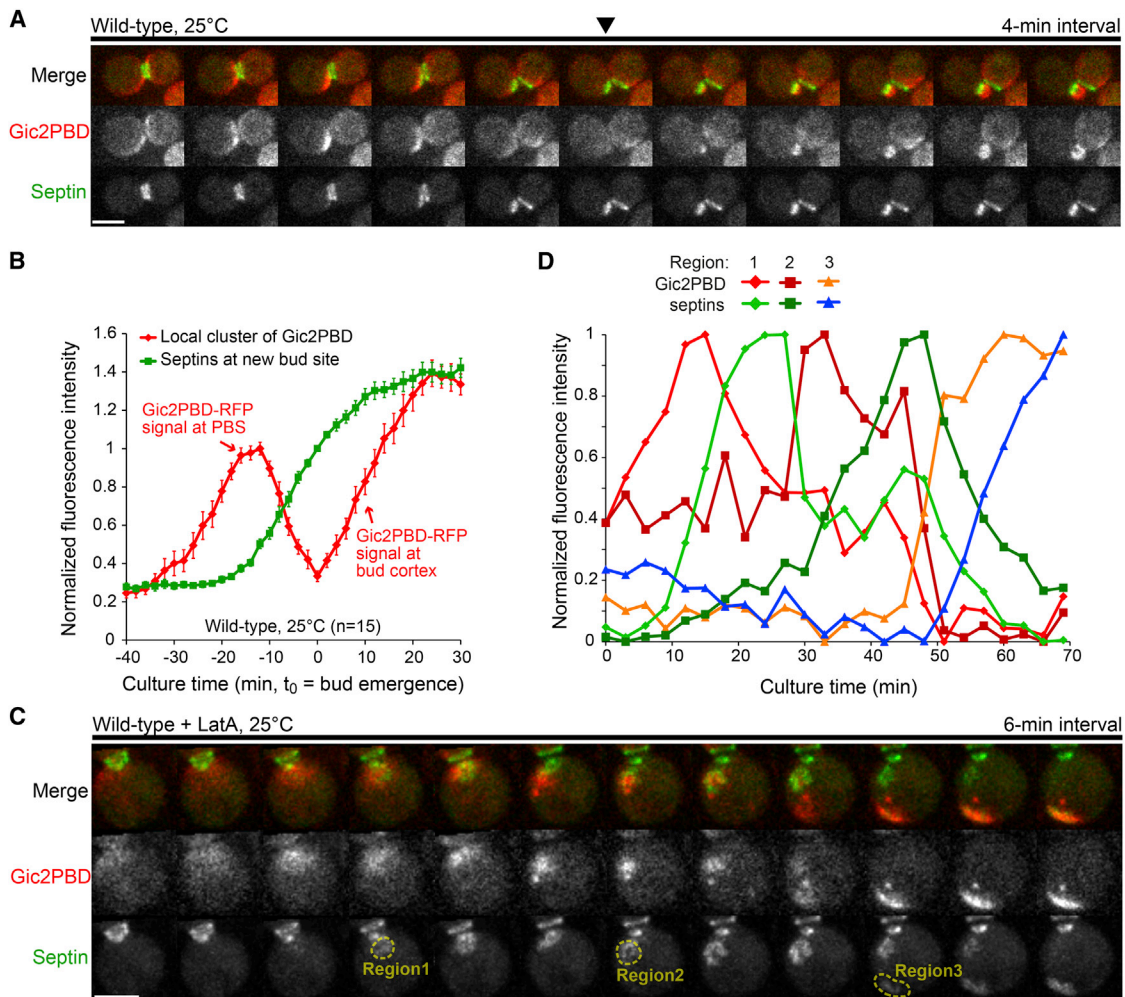 A
Wild-type, 25°C 4-min interval
Merge
Gic2PBD
Septin
B
1.6
1.4
1.2
1.0
0.8
0.6
0.4
0.2
0
-40 -30 -20 -10 0 10 20 30
Normalized fluorescence intensity
Local cluster of Gic2PBD
Septins at new bud site
Gic2PBD-RFP
signal at PBS
Gic2PBD-RFP
signal at
bud cortex
Wild-type, 25°C (n=15)
Culture time (min, t0 = bud emergence)
D
Region: 1 2 3
Gic2PBD
septins
1
0.8
0.6
0.4
0.2
0
0 10 20 30 40 50 60 70
Normalized fluorescence intensity
Culture time (min)
C
Wild-type + LatA, 25°C 6-min interval
Merge
Gic2PBD
Septin
Region1
Region2
Region3